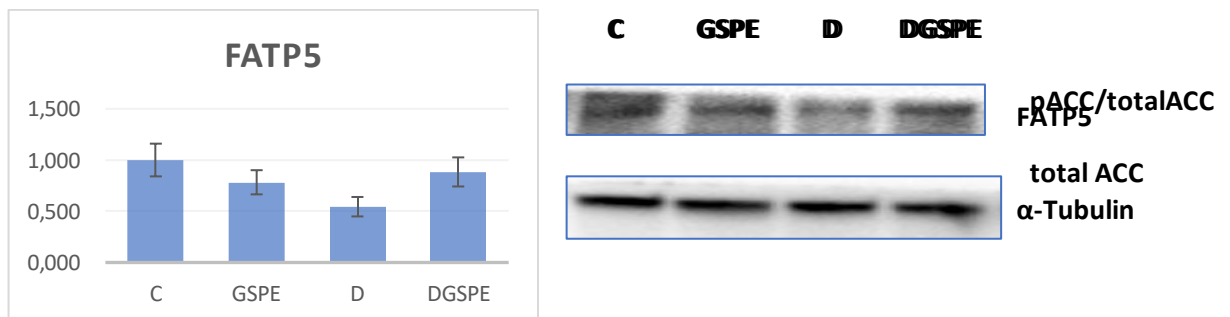 FATP5
1,500
1,000
0,500
0,000
C GSPE D DGSPE
C GSPE D DGSPE
pACC/totalACC
FATP5
total ACC
α-Tubulin